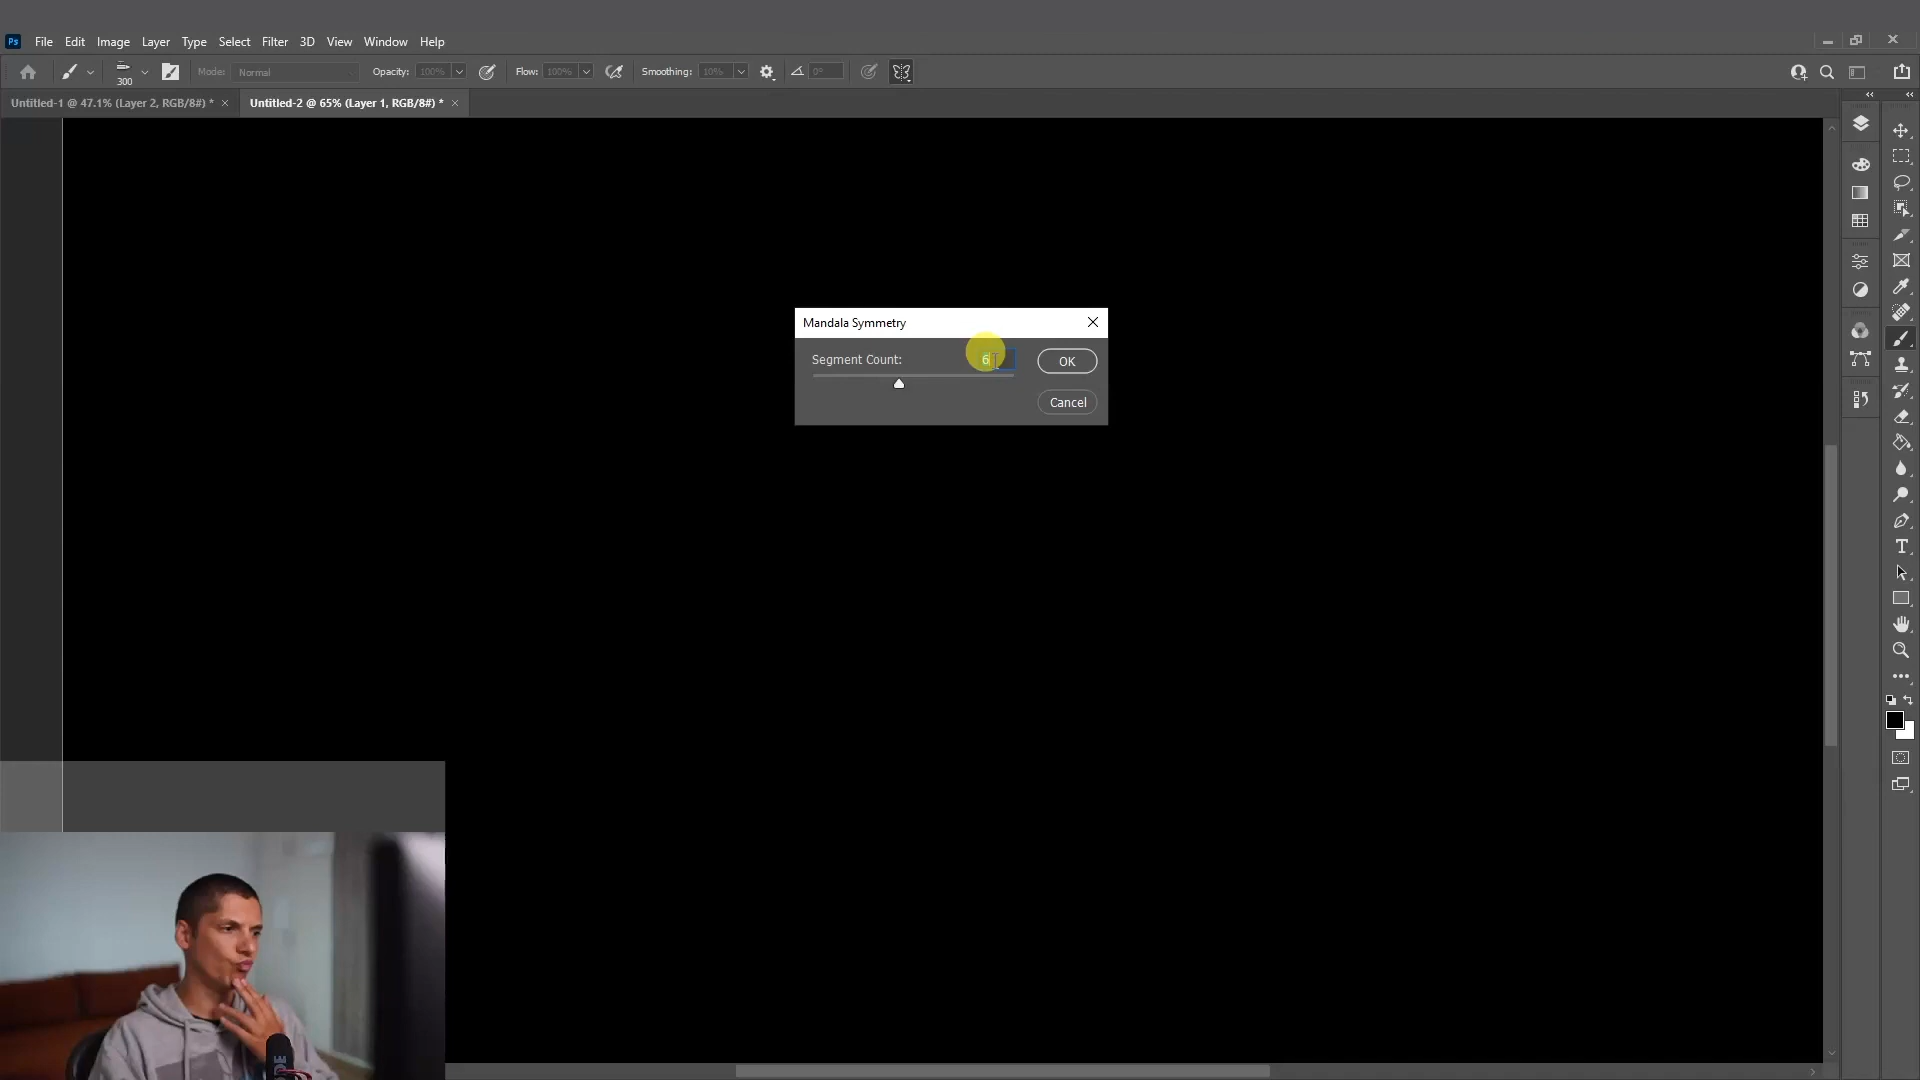 Ps File Edit Image Layer Type Select Filter 3D View Window Help
300 Mode: Normal Opacity: 100% Flow: 100% Smoothing: 10% 0°
Untitled-1 @ 47.1% (Layer 2, RGB/8#) * Untitled-2 @ 65% (Layer 1, RGB/8#) *
Mandala Symmetry
Segment Count: 6 OK
Cancel